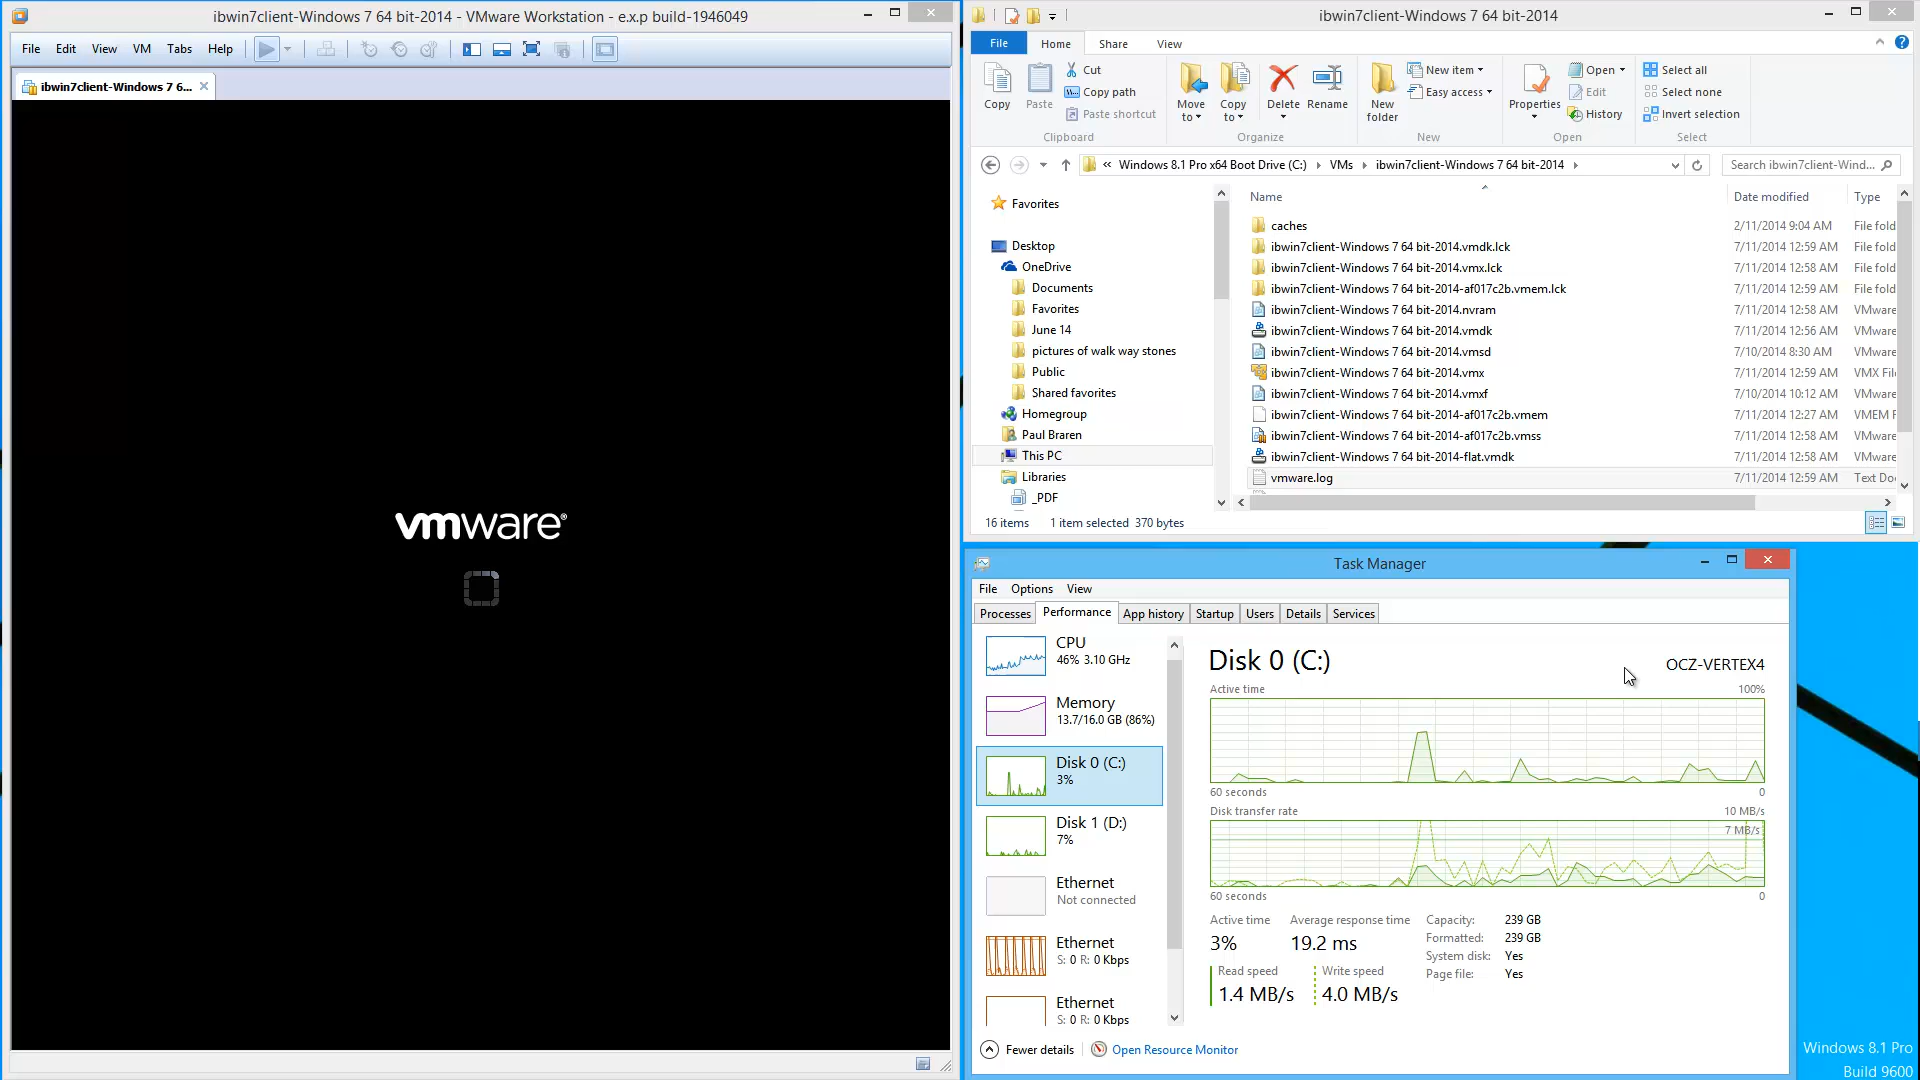 ibwin7client-Windows 7 64 bit-2014 - VMware Workstation - e.x.p build-1946049
File Edit View VM Tabs Help
ibwin7client-Windows 7 6...
vmware®
ibwin7client-Windows 7 64 bit-2014
File Home Share View
Copy
Paste
Cut
Copy path
Paste shortcut
Clipboard
Move to
Copy to
Delete
Rename
Organize
New folder
New item
Easy access
New
Properties
Open
Edit
History
Open
Select all
Select none
Invert selection
Select
« Windows 8.1 Pro x64 Boot Drive (C:) VMs ibwin7client-Windows 7 64 bit-2014
Search ibwin7client-Wind...
Favorites
Desktop
OneDrive
Documents
Favorites
June 14
pictures of walk way stones
Public
Shared favorites
Homegroup
Paul Braren
This PC
Libraries
_PDF
Name Date modified Type
caches 2/11/2014 9:04 AM File fold
ibwin7client-Windows 7 64 bit-2014.vmdk.lck 7/11/2014 12:59 AM File fold
ibwin7client-Windows 7 64 bit-2014.vmx.lck 7/11/2014 12:58 AM File fold
ibwin7client-Windows 7 64 bit-2014-af017c2b.vmem.lck 7/11/2014 12:59 AM File fold
ibwin7client-Windows 7 64 bit-2014.nvram 7/11/2014 12:58 AM VMware
ibwin7client-Windows 7 64 bit-2014.vmdk 7/11/2014 12:56 AM VMware
ibwin7client-Windows 7 64 bit-2014.vmsd 7/10/2014 8:30 AM VMware
ibwin7client-Windows 7 64 bit-2014.vmx 7/11/2014 12:59 AM VMX Fil
ibwin7client-Windows 7 64 bit-2014.vmxf 7/10/2014 10:12 AM VMware
ibwin7client-Windows 7 64 bit-2014-af017c2b.vmem 7/11/2014 12:27 AM VMEM F
ibwin7client-Windows 7 64 bit-2014-af017c2b.vmss 7/11/2014 12:58 AM VMware
ibwin7client-Windows 7 64 bit-2014-flat.vmdk 7/11/2014 12:58 AM VMware
vmware.log 7/11/2014 12:59 AM Text Do
16 items 1 item selected 370 bytes
Task Manager
File Options View
Processes Performance App history Startup Users Details Services
CPU
46% 3.10 GHz
Memory
13.7/16.0 GB (86%)
Disk 0 (C:)
3%
Disk 1 (D:)
7%
Ethernet
Not connected
Ethernet
S: 0 R: 0 Kbps
Ethernet
S: 0 R: 0 Kbps
Disk 0 (C:) OCZ-VERTEX4
Active time 100%
60 seconds 0
Disk transfer rate 10 MB/s
7 MB/s
60 seconds 0
Active time
3%
Average response time
19.2 ms
Read speed
1.4 MB/s
Write speed
4.0 MB/s
Capacity: 239 GB
Formatted: 239 GB
System disk: Yes
Page file: Yes
Fewer details Open Resource Monitor
Windows 8.1 Pro
Build 9600